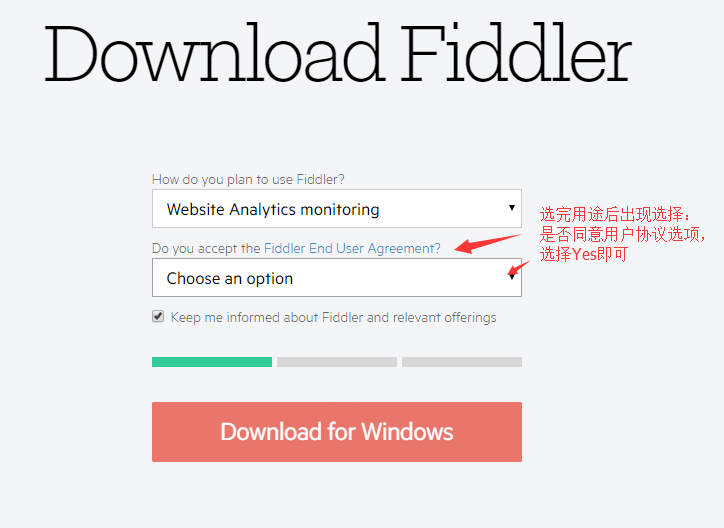 Download Fiddler
How do you plan to use Fiddler?
Website Analytics monitoring
Do you accept the Fiddler End User Agreement?
Choose an option
Keep me informed about Fiddler and relevant offerings
Download for Windows
选完用途后出现选择：
是否同意用户协议选项，
选择Yes即可